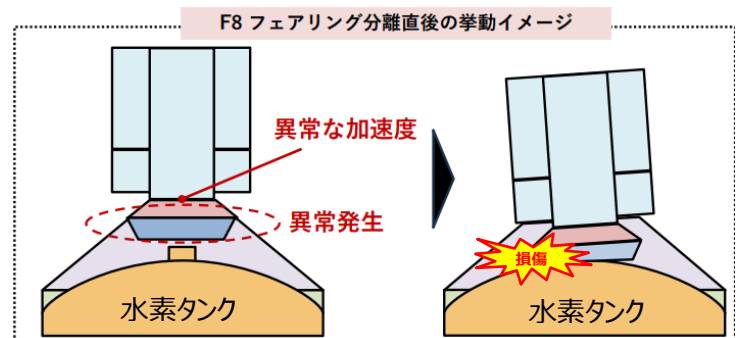 F8 フェアリング分離直後の挙動イメージ
異常な加速度
異常発生
損傷
水素タンク
水素タンク